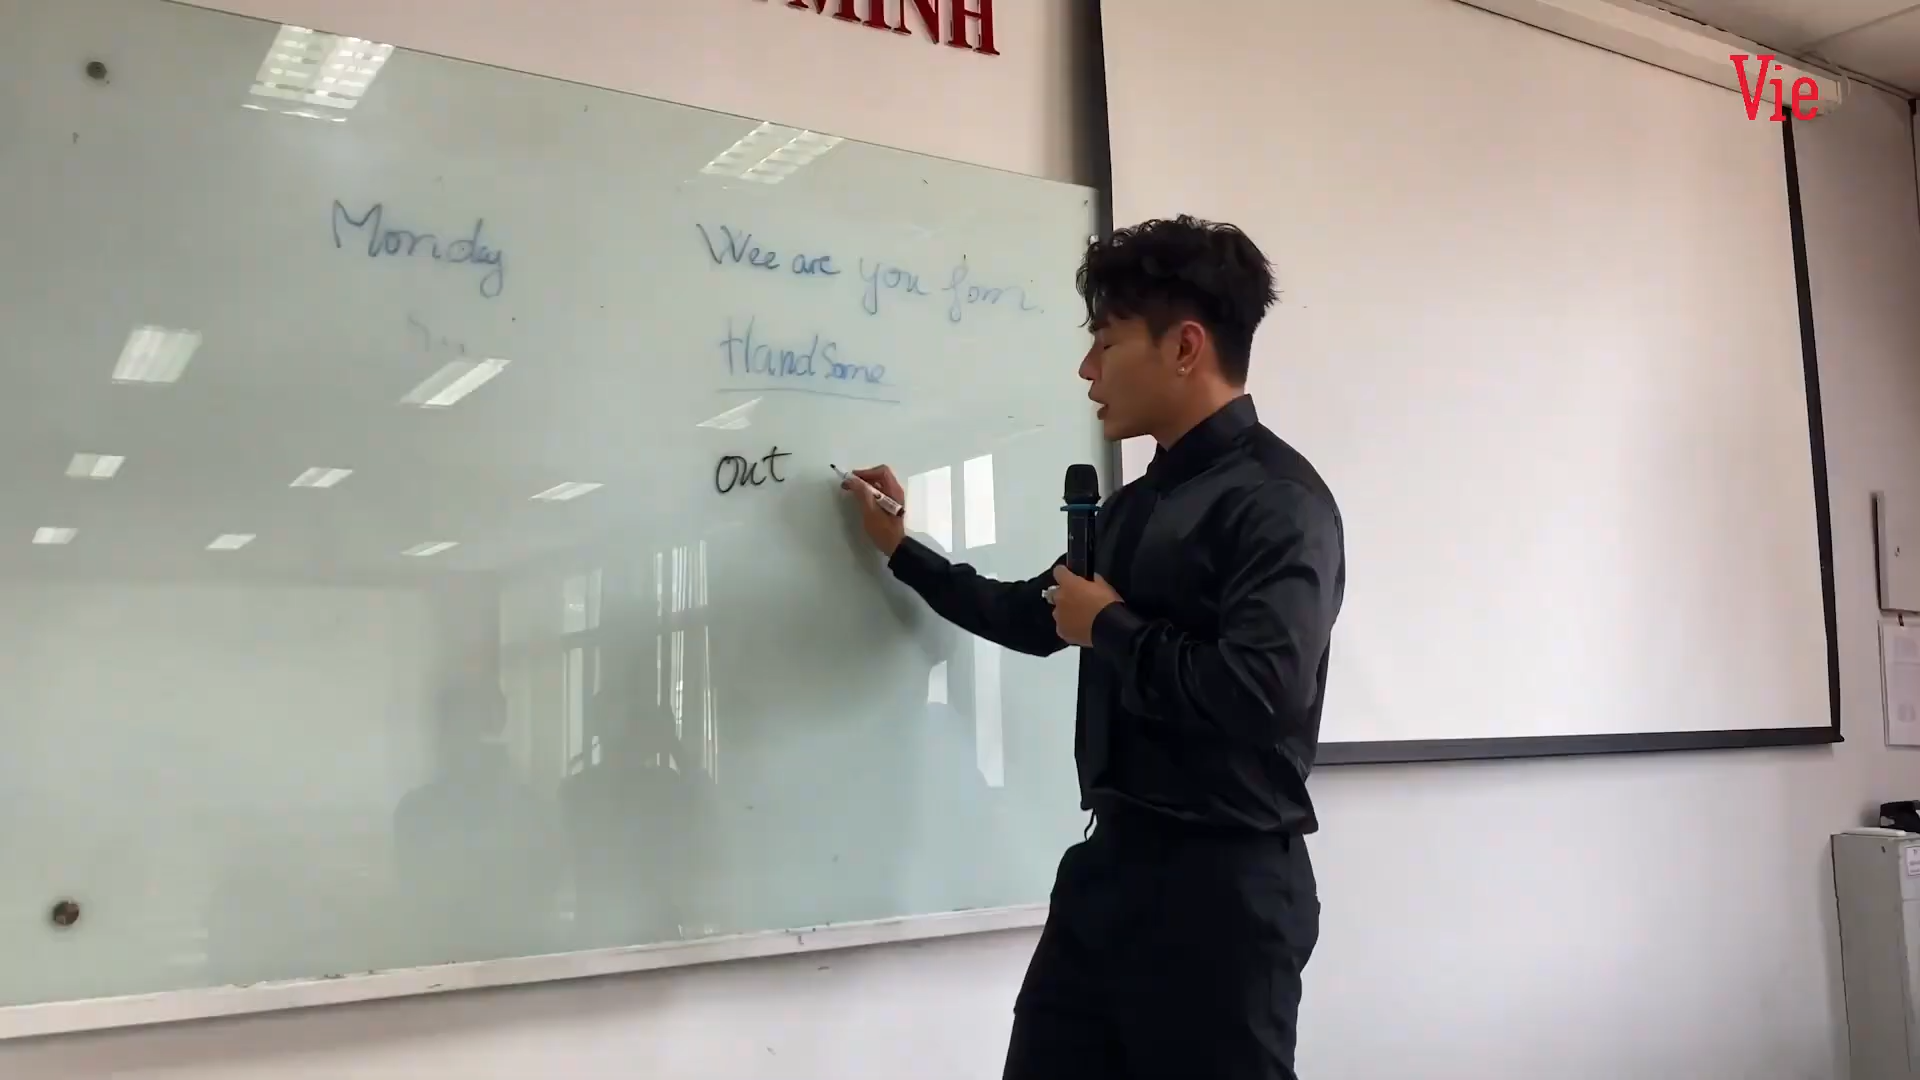 MINH
Vie
Monday
Wee are you form.
HandSome
out